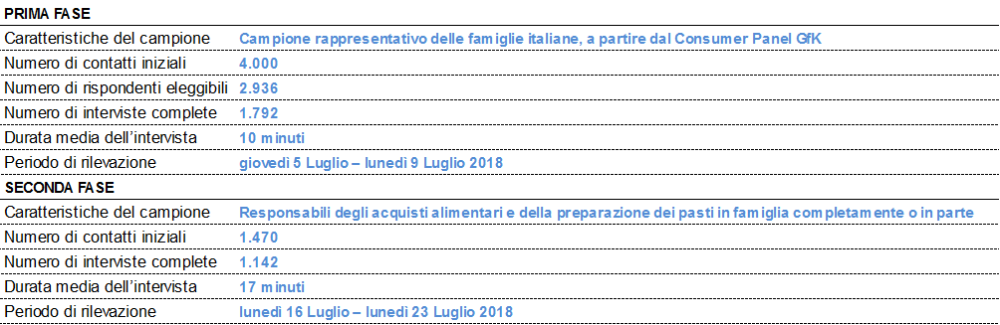 PRIMA FASE
Caratteristiche del campione Campione rappresentativo delle famiglie italiane, a partire dal Consumer Panel GfK
Numero di contatti iniziali 4.000
Numero di rispondenti eleggibili 2.936
Numero di interviste complete 1.792
Durata media dell'intervista 10 minuti
Periodo di rilevazione giovedì 5 Luglio – lunedì 9 Luglio 2018
SECONDA FASE
Caratteristiche del campione Responsabili degli acquisti alimentari e della preparazione dei pasti in famiglia completamente o in parte
Numero di contatti iniziali 1.470
Numero di interviste complete 1.142
Durata media dell'intervista 17 minuti
Periodo di rilevazione lunedì 16 Luglio – lunedì 23 Luglio 2018